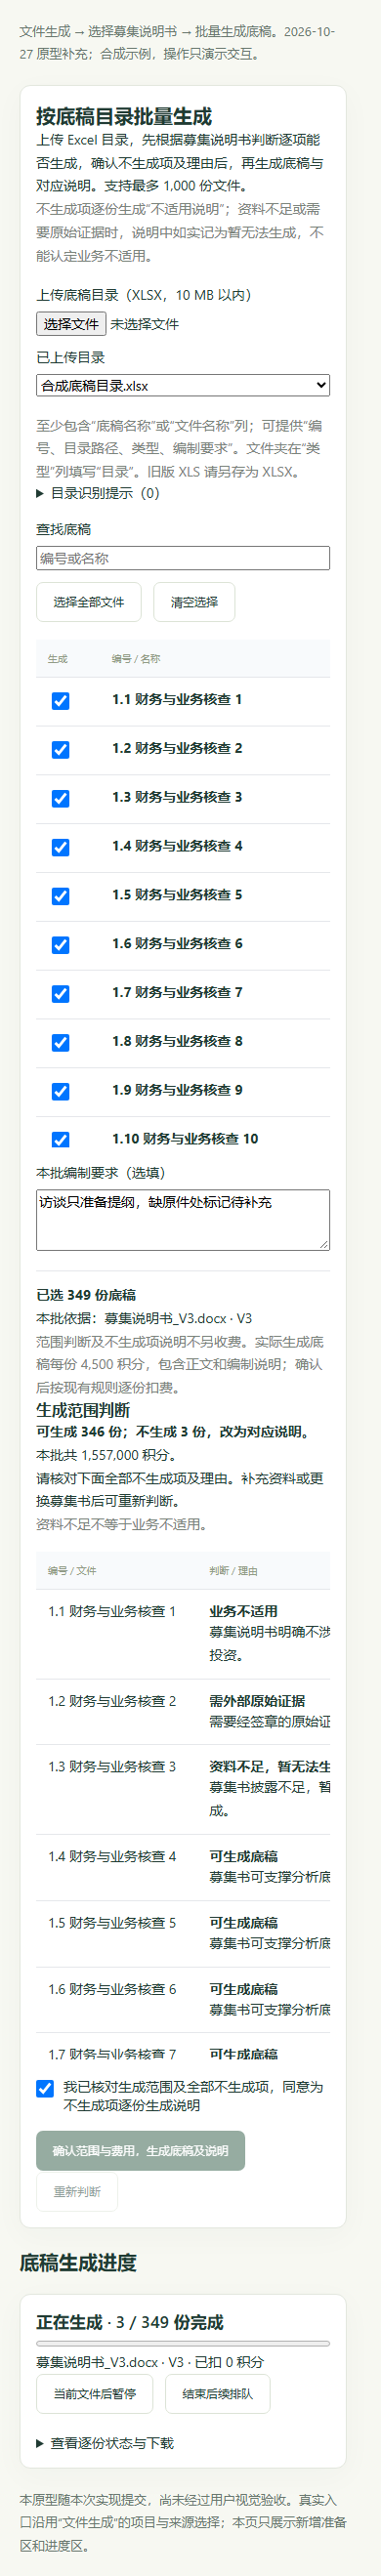 文件生成 → 选择募集说明书 → 批量生成底稿。2026-10-
27 原型补充；合成示例，操作只演示交互。
按底稿目录批量生成
上传 Excel 目录，先根据募集说明书判断逐项能
否生成，确认不生成项及理由后，再生成底稿与
对应说明。支持最多 1,000 份文件。
不生成项逐份生成“不适用说明”；资料不足或需
要原始证据时，说明中如实记为暂无法生成，不
能认定业务不适用。
上传底稿目录（XLSX，10 MB 以内）
选择文件 未选择文件
已上传目录
合成底稿目录.xlsx
至少包含“底稿名称”或“文件名称”列；可提供“编
号、目录路径、类型、编制要求”。文件夹在“类
型”列填写“目录”。旧版 XLS 请另存为 XLSX。
目录识别提示（0）
查找底稿
编号或名称
选择全部文件 清空选择
生成 编号 / 名称
1.1 财务与业务核查 1
1.2 财务与业务核查 2
1.3 财务与业务核查 3
1.4 财务与业务核查 4
1.5 财务与业务核查 5
1.6 财务与业务核查 6
1.7 财务与业务核查 7
1.8 财务与业务核查 8
1.9 财务与业务核查 9
1.10 财务与业务核查 10
本批编制要求（选填）
访谈只准备提纲，缺原件处标记待补充
已选 349 份底稿
本批依据：募集说明书_V3.docx · V3
范围判断及不生成项说明不另收费。实际生成底
稿每份 4,500 积分，包含正文和编制说明；确认
后按现有规则逐份扣费。
生成范围判断
可生成 346 份；不生成 3 份，改为对应说明。
本批共 1,557,000 积分。
请核对下面全部不生成项及理由。补充资料或更
换募集书后可重新判断。
资料不足不等于业务不适用。
编号 / 文件 判断 / 理由
1.1 财务与业务核查 1 业务不适用
募集说明书明确不涉
投资。
1.2 财务与业务核查 2 需外部原始证据
需要经签章的原始证
1.3 财务与业务核查 3 资料不足，暂无法生
募集书披露不足，暂
成。
1.4 财务与业务核查 4 可生成底稿
募集书可支撑分析底
1.5 财务与业务核查 5 可生成底稿
募集书可支撑分析底
1.6 财务与业务核查 6 可生成底稿
募集书可支撑分析底
1.7 财务与业务核查 7 可生成底稿
我已核对生成范围及全部不生成项，同意为
不生成项逐份生成说明
确认范围与费用，生成底稿及说明
重新判断
底稿生成进度
正在生成 · 3 / 349 份完成
募集说明书_V3.docx · V3 · 已扣 0 积分
当前文件后暂停 结束后续排队
查看逐份状态与下载
本原型随本次实现提交，尚未经过用户视觉验收。真实入
口沿用“文件生成”的项目与来源选择；本页只展示新增准备
区和进度区。